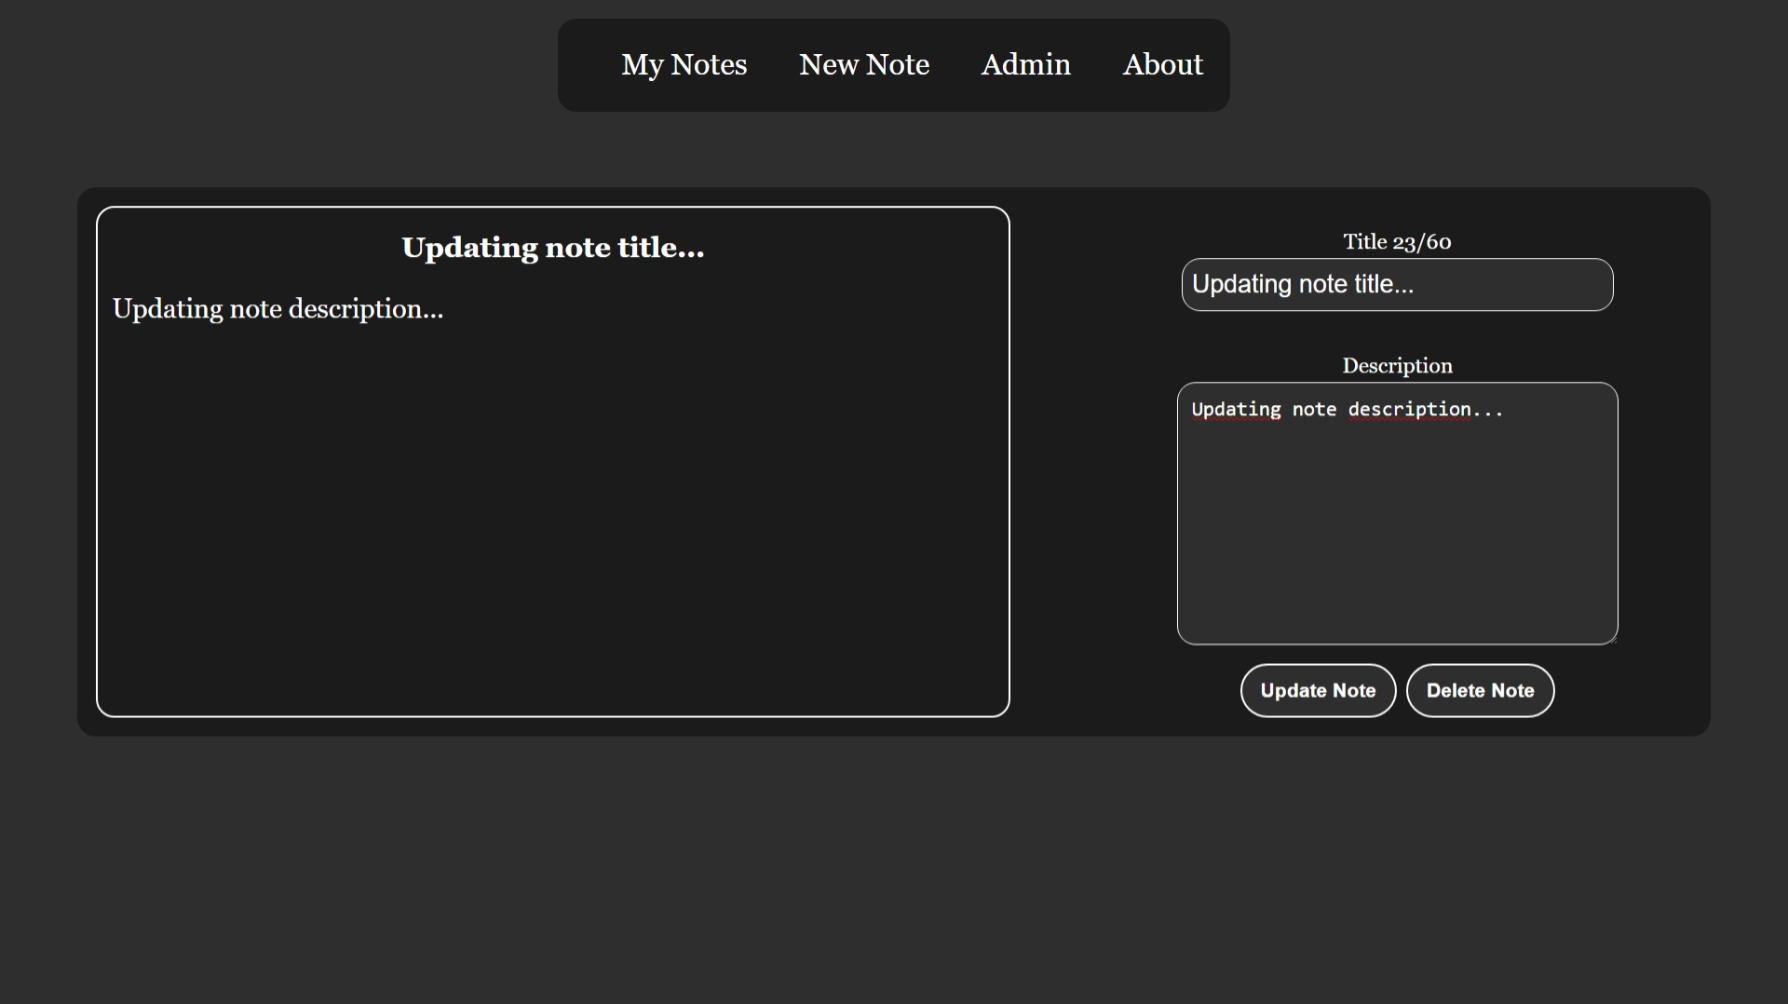 My Notes New Note Admin About
Updating note title...
Updating note description...
Title 23/60
Updating note title...
Description
Updating note description...
Update Note Delete Note